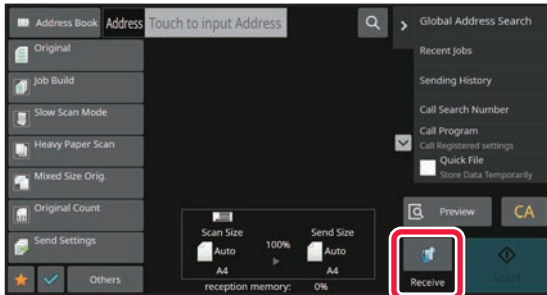 Address Book
Address
Touch to input Address
Global Address Search
Original
Recent Jobs
Job Build
Sending History
Slow Scan Mode
Call Search Number
Heavy Paper Scan
Call Program
Call Registered settings
Quick File
Store Data Temporarily
Mixed Size Orig.
Original Count
Preview
CA
Send Settings
Scan Size
Send Size
Auto
100%
Auto
A4
A4
Others
reception memory: 0%
Receive
Start